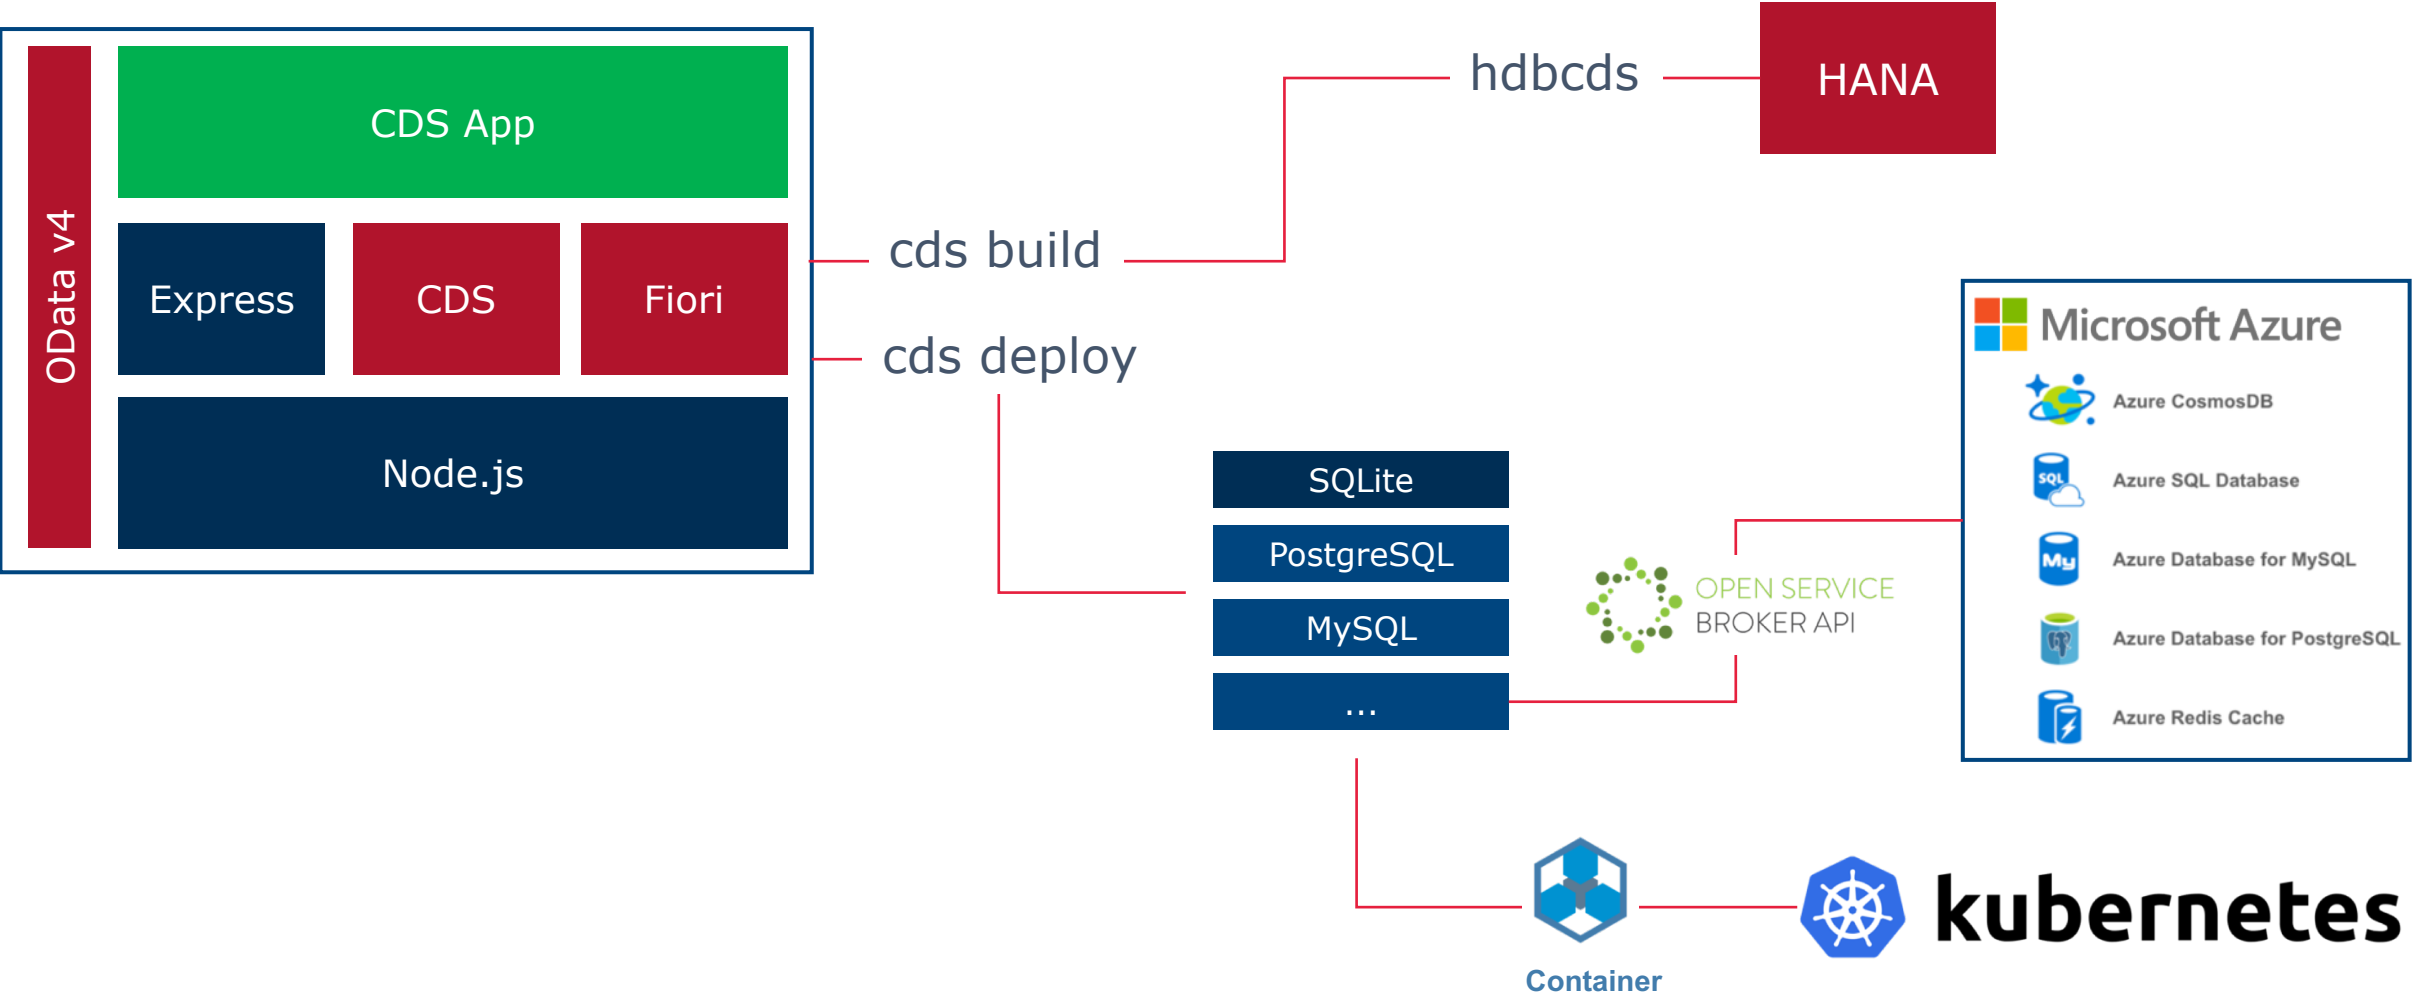 OData v4
CDS App
Express
CDS
Fiori
Node.js
cds build
cds deploy
hdbcds
HANA
SQLite
PostgreSQL
MySQL
...
OPEN SERVICE
BROKER API
Microsoft Azure
Azure CosmosDB
SQL
Azure SQL Database
My
Azure Database for MySQL
Azure Database for PostgreSQL
Azure Redis Cache
Container
kubernetes